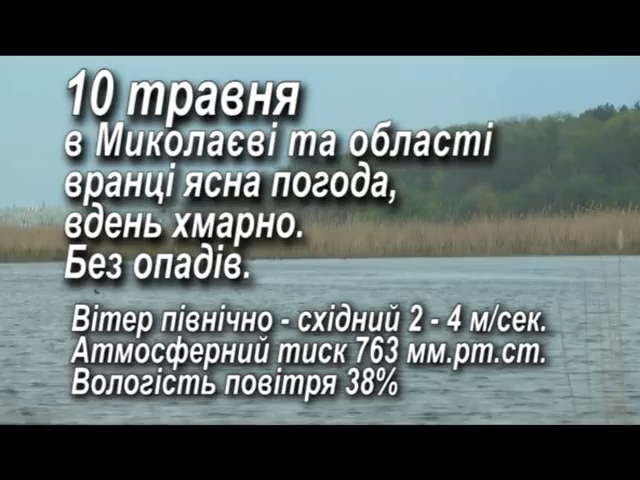 10 травня
в Миколаєві та області
вранці ясна погода,
вдень хмарно.
Без опадів.
Вітер північно - східний 2 - 4 м/сек.
Атмосферний тиск 763 мм.рт.ст.
Вологість повітря 38%